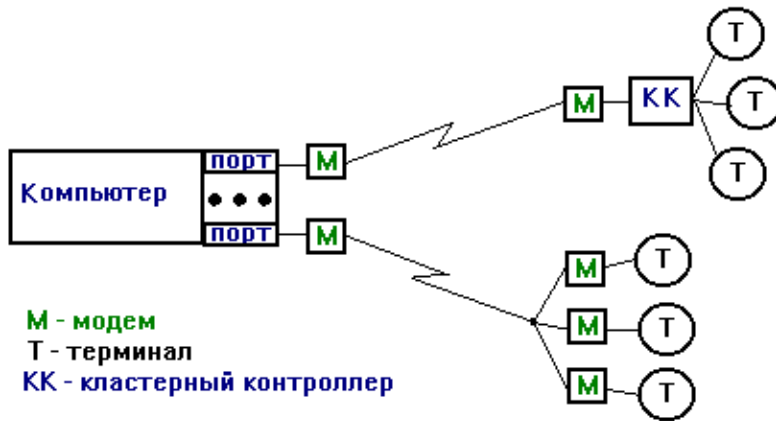 Т
М
КК
Т
Т
Компьютер
порт
М
порт
М
М
Т
М
Т
М
Т
М - модем
Т - терминал
КК - кластерный контроллер